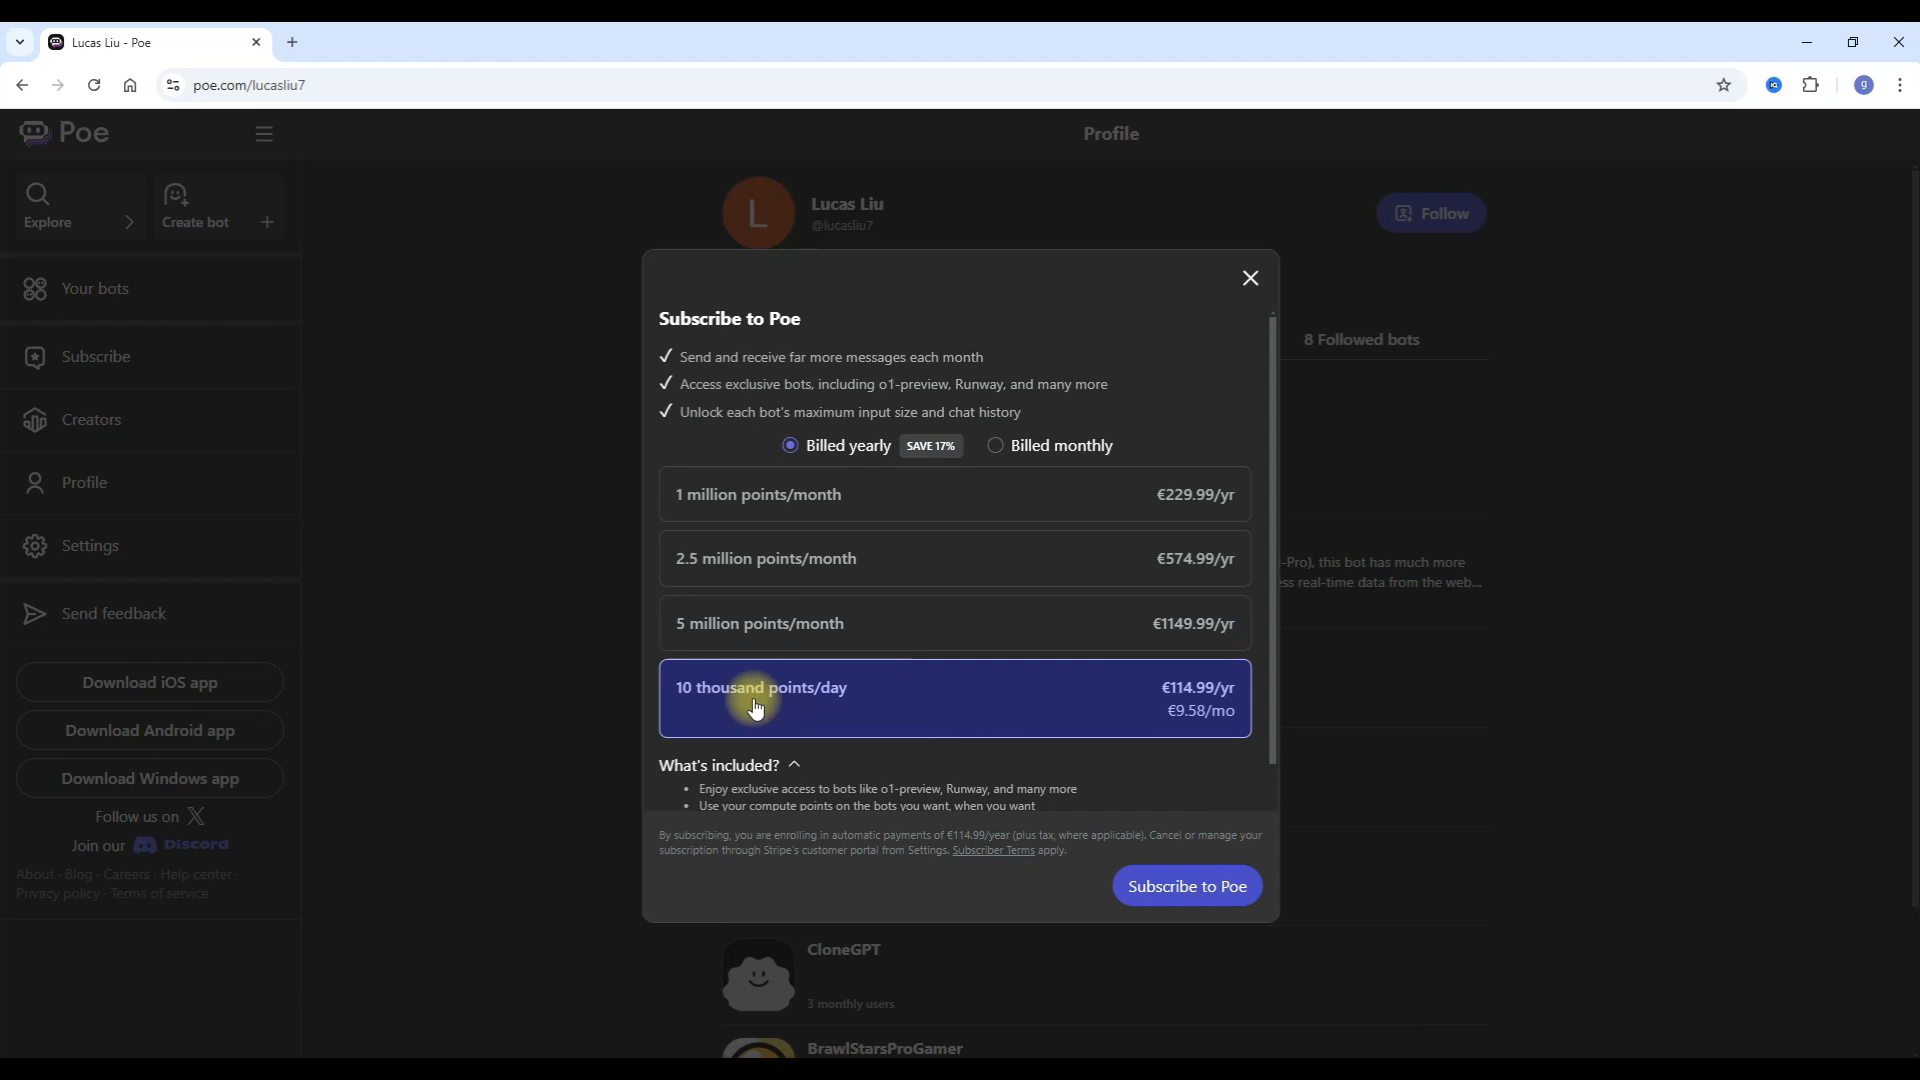 Lucas Liu - Poe
poe.com/lucasliu7
g
Poe
Profile
Explore
Create bot
Your bots
Subscribe
Creators
Profile
Settings
Send feedback
Download iOS app
Download Android app
Download Windows app
Follow us on X
Join our Discord
About · Blog · Careers · Help center ·
Privacy policy · Terms of service
L
Lucas Liu
@lucasliu7
Follow
8 Followed bots
Subscribe to Poe
✓ Send and receive far more messages each month
✓ Access exclusive bots, including o1-preview, Runway, and many more
✓ Unlock each bot's maximum input size and chat history
Billed yearly SAVE 17% Billed monthly
1 million points/month €229.99/yr
2.5 million points/month €574.99/yr
5 million points/month €1149.99/yr
10 thousand points/day €114.99/yr
€9.58/mo
What's included?
• Enjoy exclusive access to bots like o1-preview, Runway, and many more
• Use your compute points on the bots you want, when you want
By subscribing, you are enrolling in automatic payments of €114.99/year (plus tax, where applicable). Cancel or manage your
subscription through Stripe's customer portal from Settings. Subscriber Terms apply.
Subscribe to Poe
-Pro), this bot has much more
ss real-time data from the web...
CloneGPT
3 monthly users
BrawlStarsProGamer